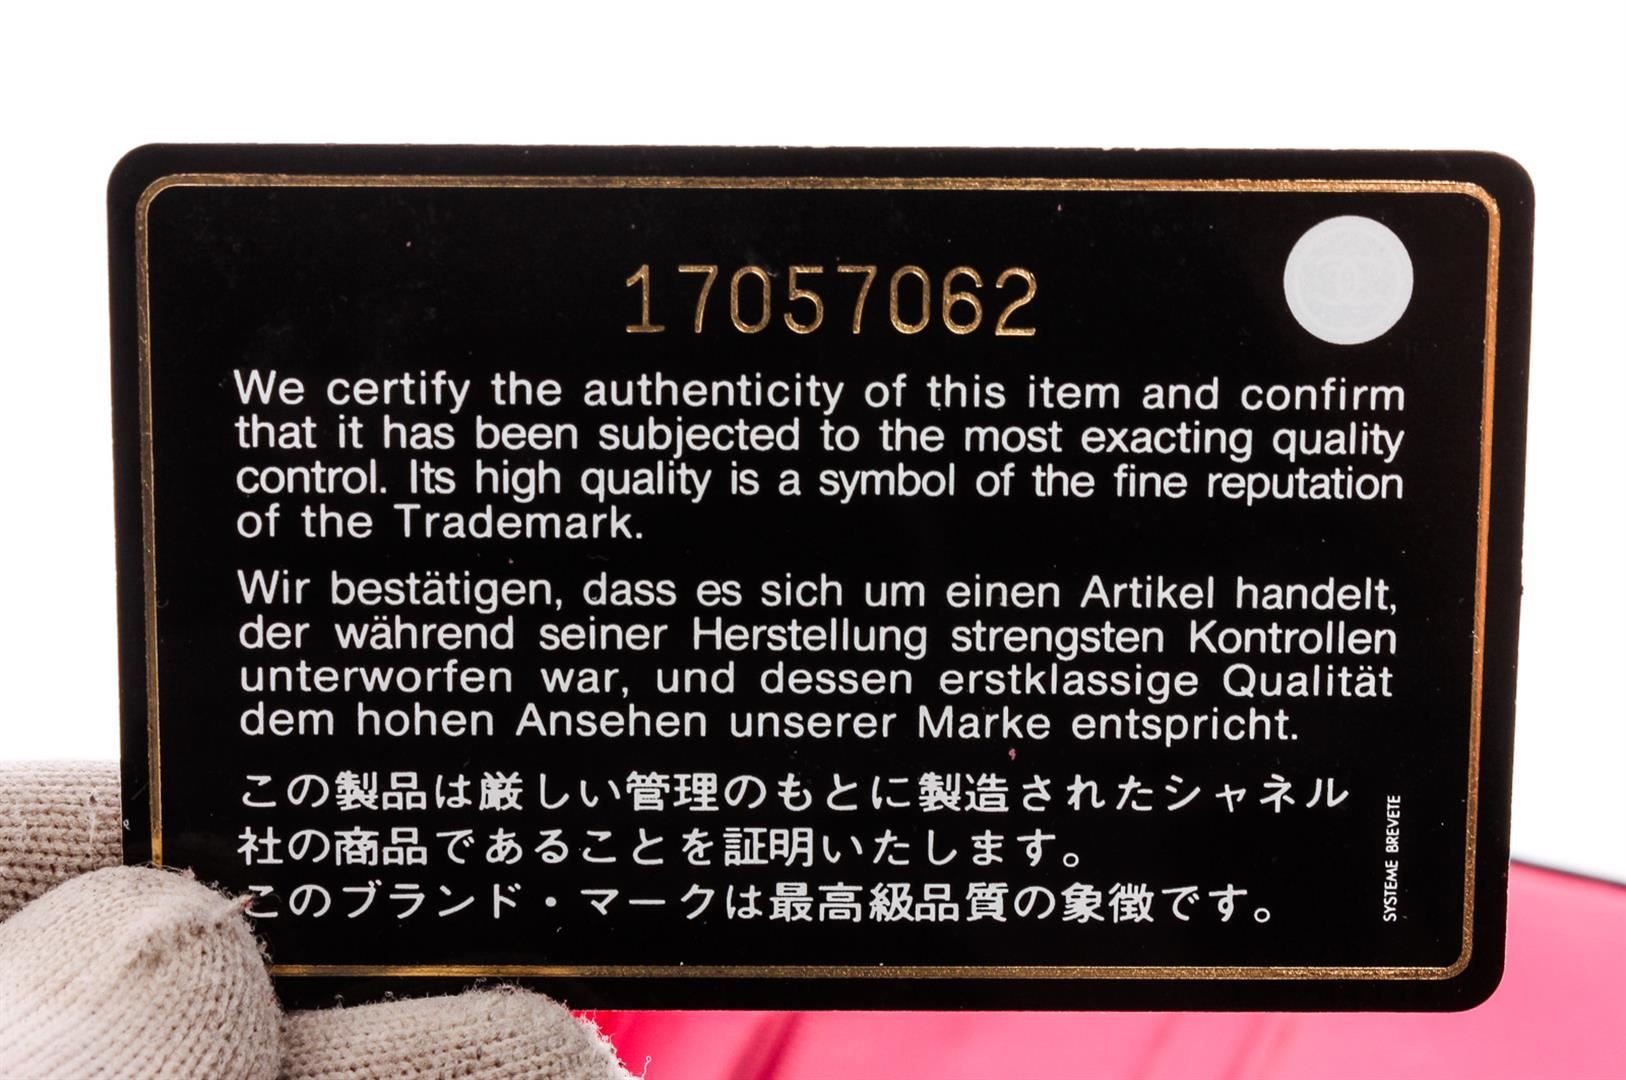 17057062
We certify the authenticity of this item and confirm
that it has been subjected to the most exacting quality
control. Its high quality is a symbol of the fine reputation
of the Trademark.
Wir bestätigen, dass es sich um einen Artikel handelt,
der während seiner Herstellung strengsten Kontrollen
unterworfen war, und dessen erstklassige Qualität
dem hohen Ansehen unserer Marke entspricht.
この製品は厳しい管理のもとに製造されたシャネル
社の商品であることを証明いたします。
このブランド・マークは最高級品質の象徴です。
SYSTEME BREVETE